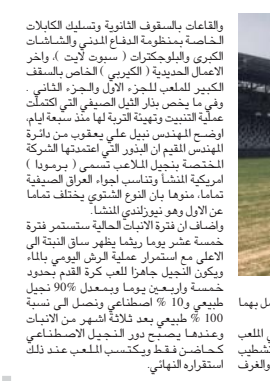 والقاعات بالسقوف الثانوية وتسليك الكابلات
الخاصة بمنظومة الدفاع المدني والشاشات
الكبرى والبلوجكترات ( سبوت لايت )، واخر
الاعمال الحديدية ( الكيربي ) الخاص بالسقف
الكبير للملعب للجزء الاول والجزء الثاني .
وفي ما يخص بذار الثيل الصيفي التي اكتملت
عملية التثبيت وتهيئة التربة لها منذ سبعة ايام،
اوضح المهندس نبيل علي يعقوب من دائرة
المهندس المقيم ان البذور التي اعتمدتها الشركة
المختصة بنجيل الملاعب تسمى ( برمودا )
امريكية المنشأ وتناسب اجواء العراق الصيفية
تماما، منوها بان النوع الشتوي يختلف تماما
عن الاول وهو نيوزلندي المنشا.
واضاف ان فترة الانبات الحالية ستستمر فترة
خمسة عشر يوما ريثما يظهر ساق النبتة الى
الاعلى مع استمرار عملية الرش اليومي بالماء
ويكون النجيل جاهزا للعب كرة القدم بحدود
خمسة واربعين يوما وبمعدل 90% نجيل
طبيعي و10 % اصطناعي ونصل الى نسبة
100 % طبيعي بعد ثلاثة اشهر من الانبات
وعندها يصبح دور النجيل الاصطناعي
كحاضن فقط ويكتسب الملعب عند ذلك
استقراره النهائي.
بهما
الملعب
والغرف